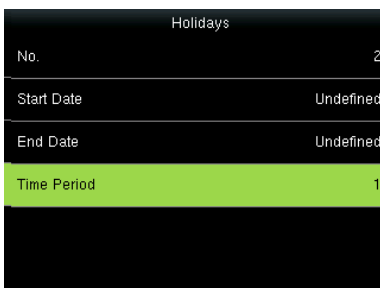 Holidays
No. 2
Start Date Undefined
End Date Undefined
Time Period 1